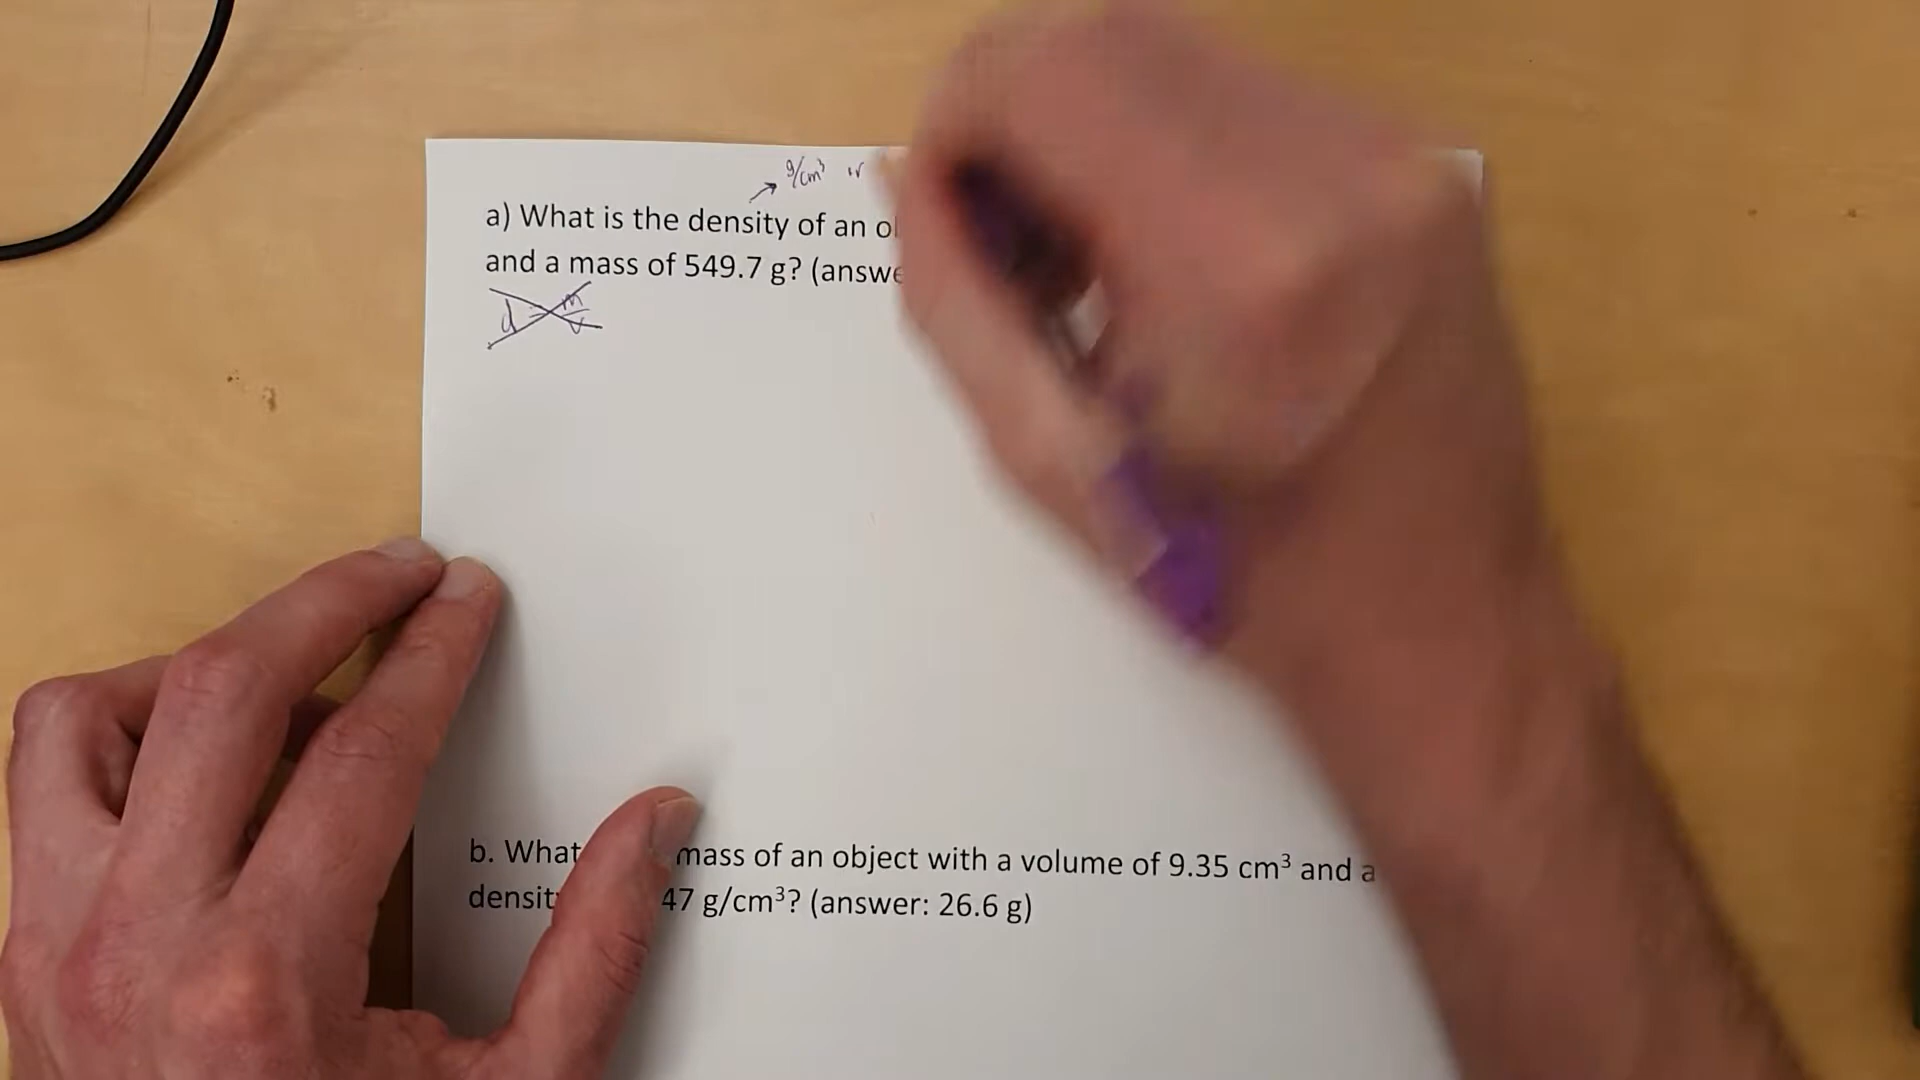 g/cm³ or
a) What is the density of an
and a mass of 549.7 g? (answe
d = m/v
b. What mass of an object with a volume of 9.35 cm³ and a
densit 47 g/cm³? (answer: 26.6 g)